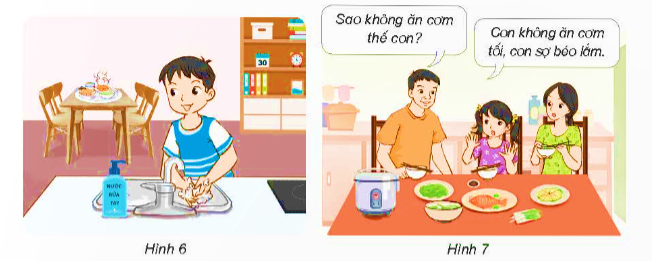 Sao không ăn cơm
thế con?
Con không ăn cơm
tối, con sợ béo lắm.
30
NƯỚC
RỬA
TAY
Hình 6
Hình 7